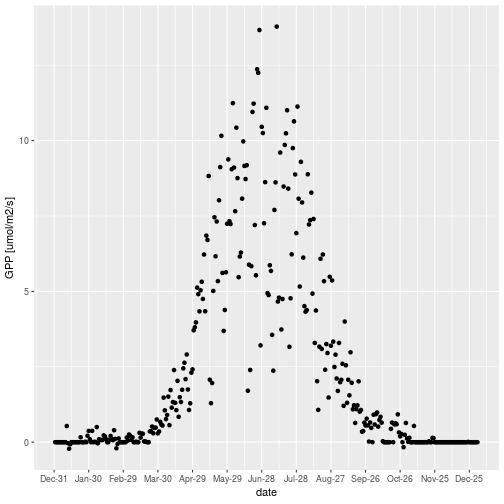 GPP [umol/m2/s]
10
5
0
Dec-31 Jan-30 Feb-29 Mar-30 Apr-29 May-29 Jun-28 Jul-28 Aug-27 Sep-26 Oct-26 Nov-25 Dec-25
date